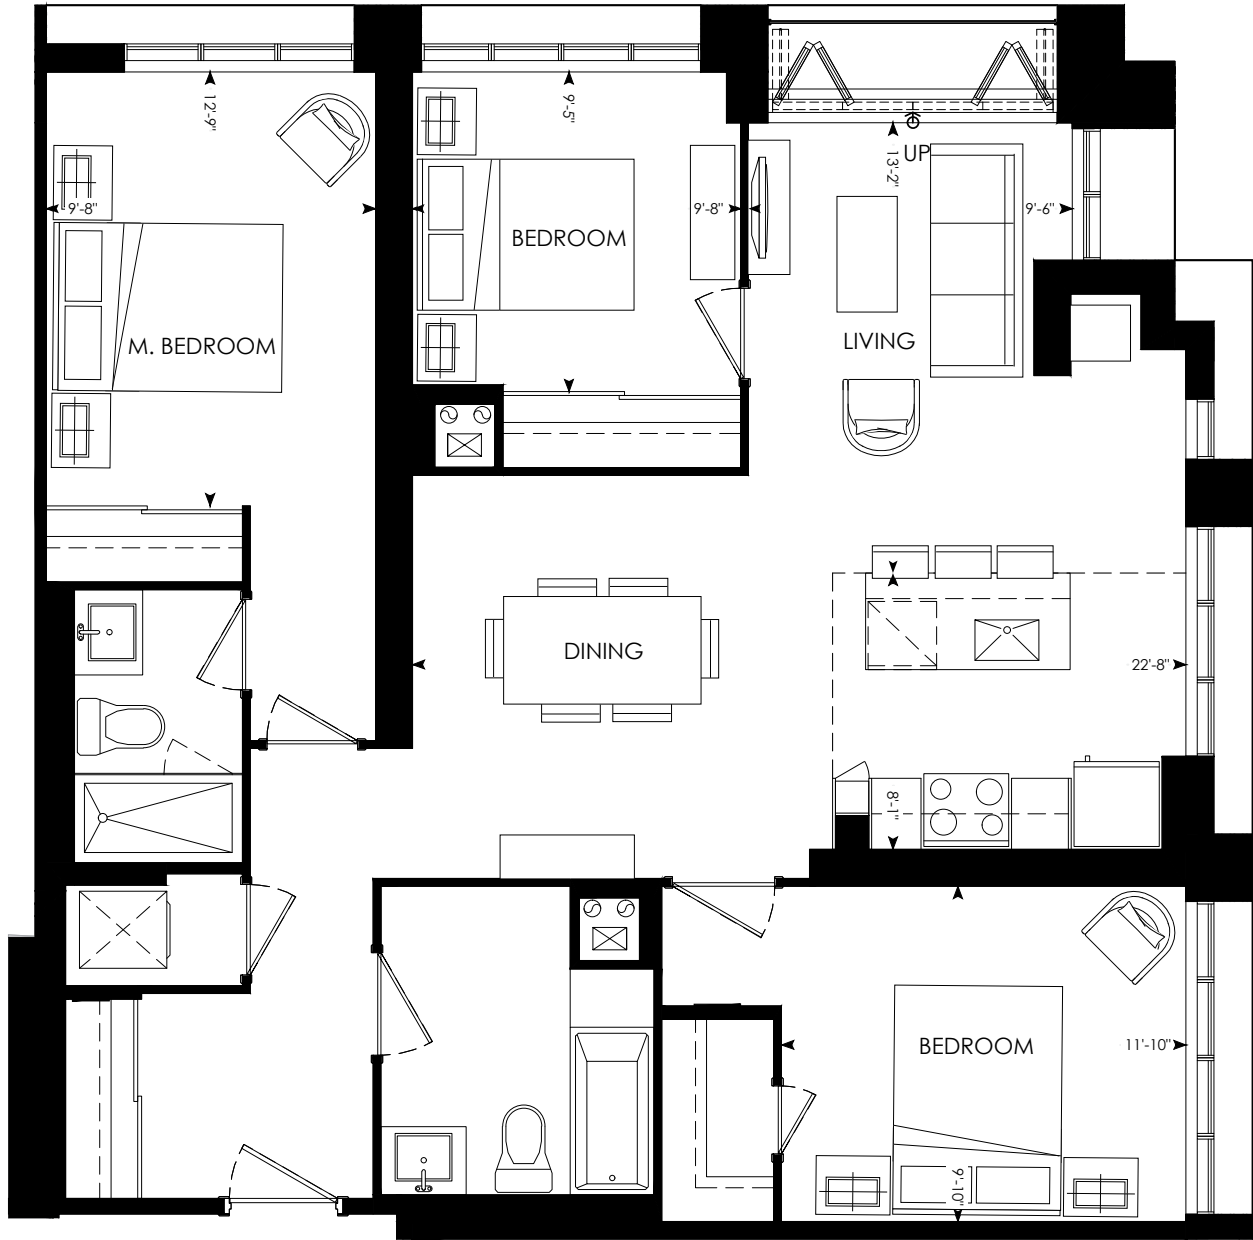 12'-9"
9'-5"
13'-2"
UP
9'-8"
9'-8"
9'-6"
BEDROOM
LIVING
M. BEDROOM
DINING
22'-8"
8'-1"
BEDROOM
11'-10"
9'-10"